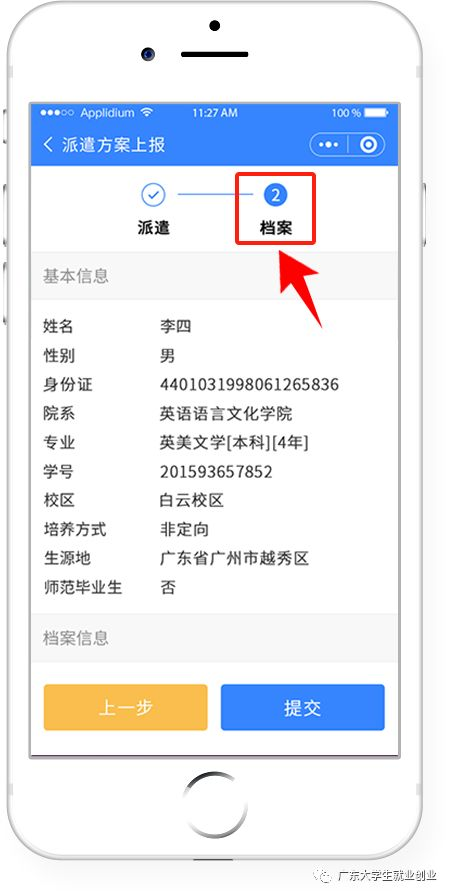 Applidium 11:27 AM 100 %
派遣方案上报
2
派遣 档案
基本信息
姓名 李四
性别 男
身份证 4401031998061265836
院系 英语语言文化学院
专业 英美文学[本科][4年]
学号 201593657852
校区 白云校区
培养方式 非定向
生源地 广东省广州市越秀区
师范毕业生 否
档案信息
上一步 提交
广东大学生就业创业